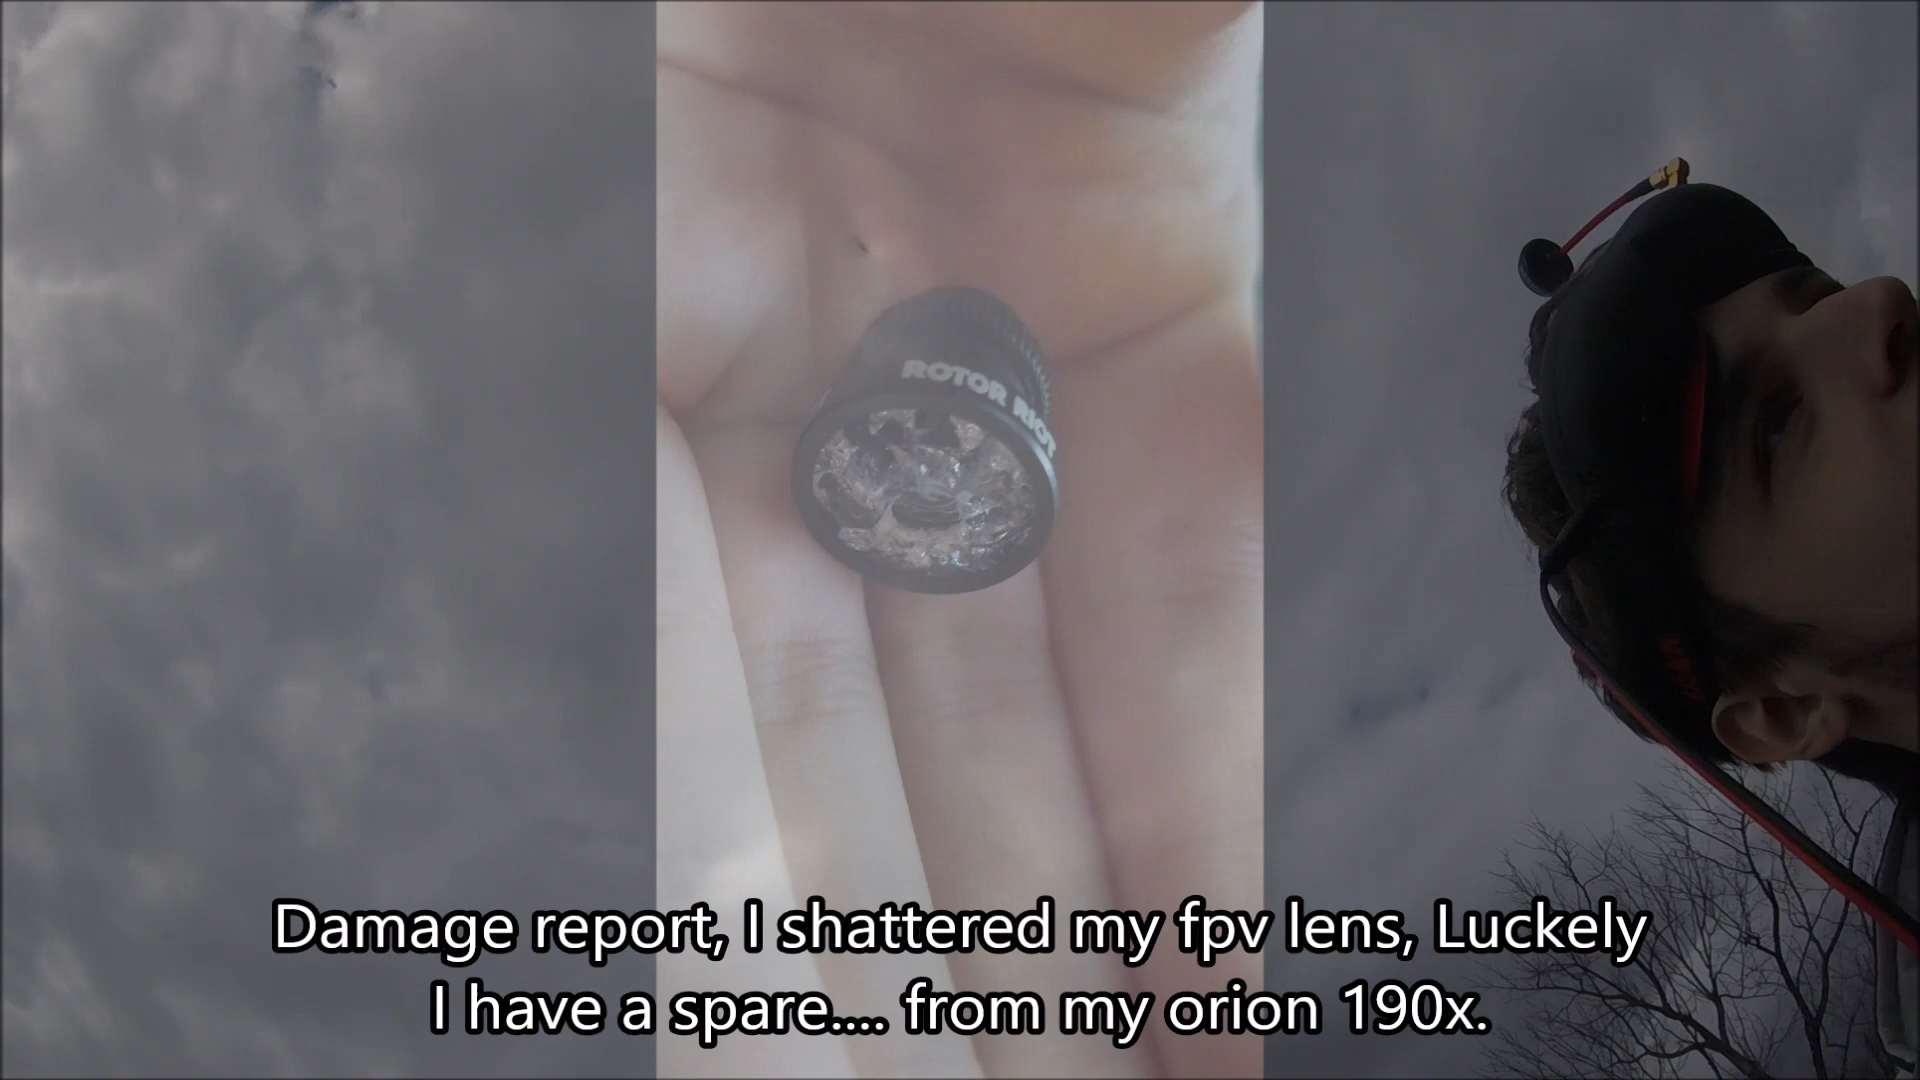 ROTOR RIOT
Damage report, I shattered my fpv lens, Luckely
I have a spare.... from my orion 190x.